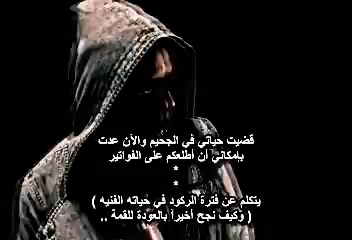 قضيت حياتي في الجحيم والآن عدت
بإمكاني أن أطلعكم على الفواتير
*
*
يتكلم عن فترة الركود في حياته الفنيه )
( وكيف نجح أخيراً بالعودة للقمة ..